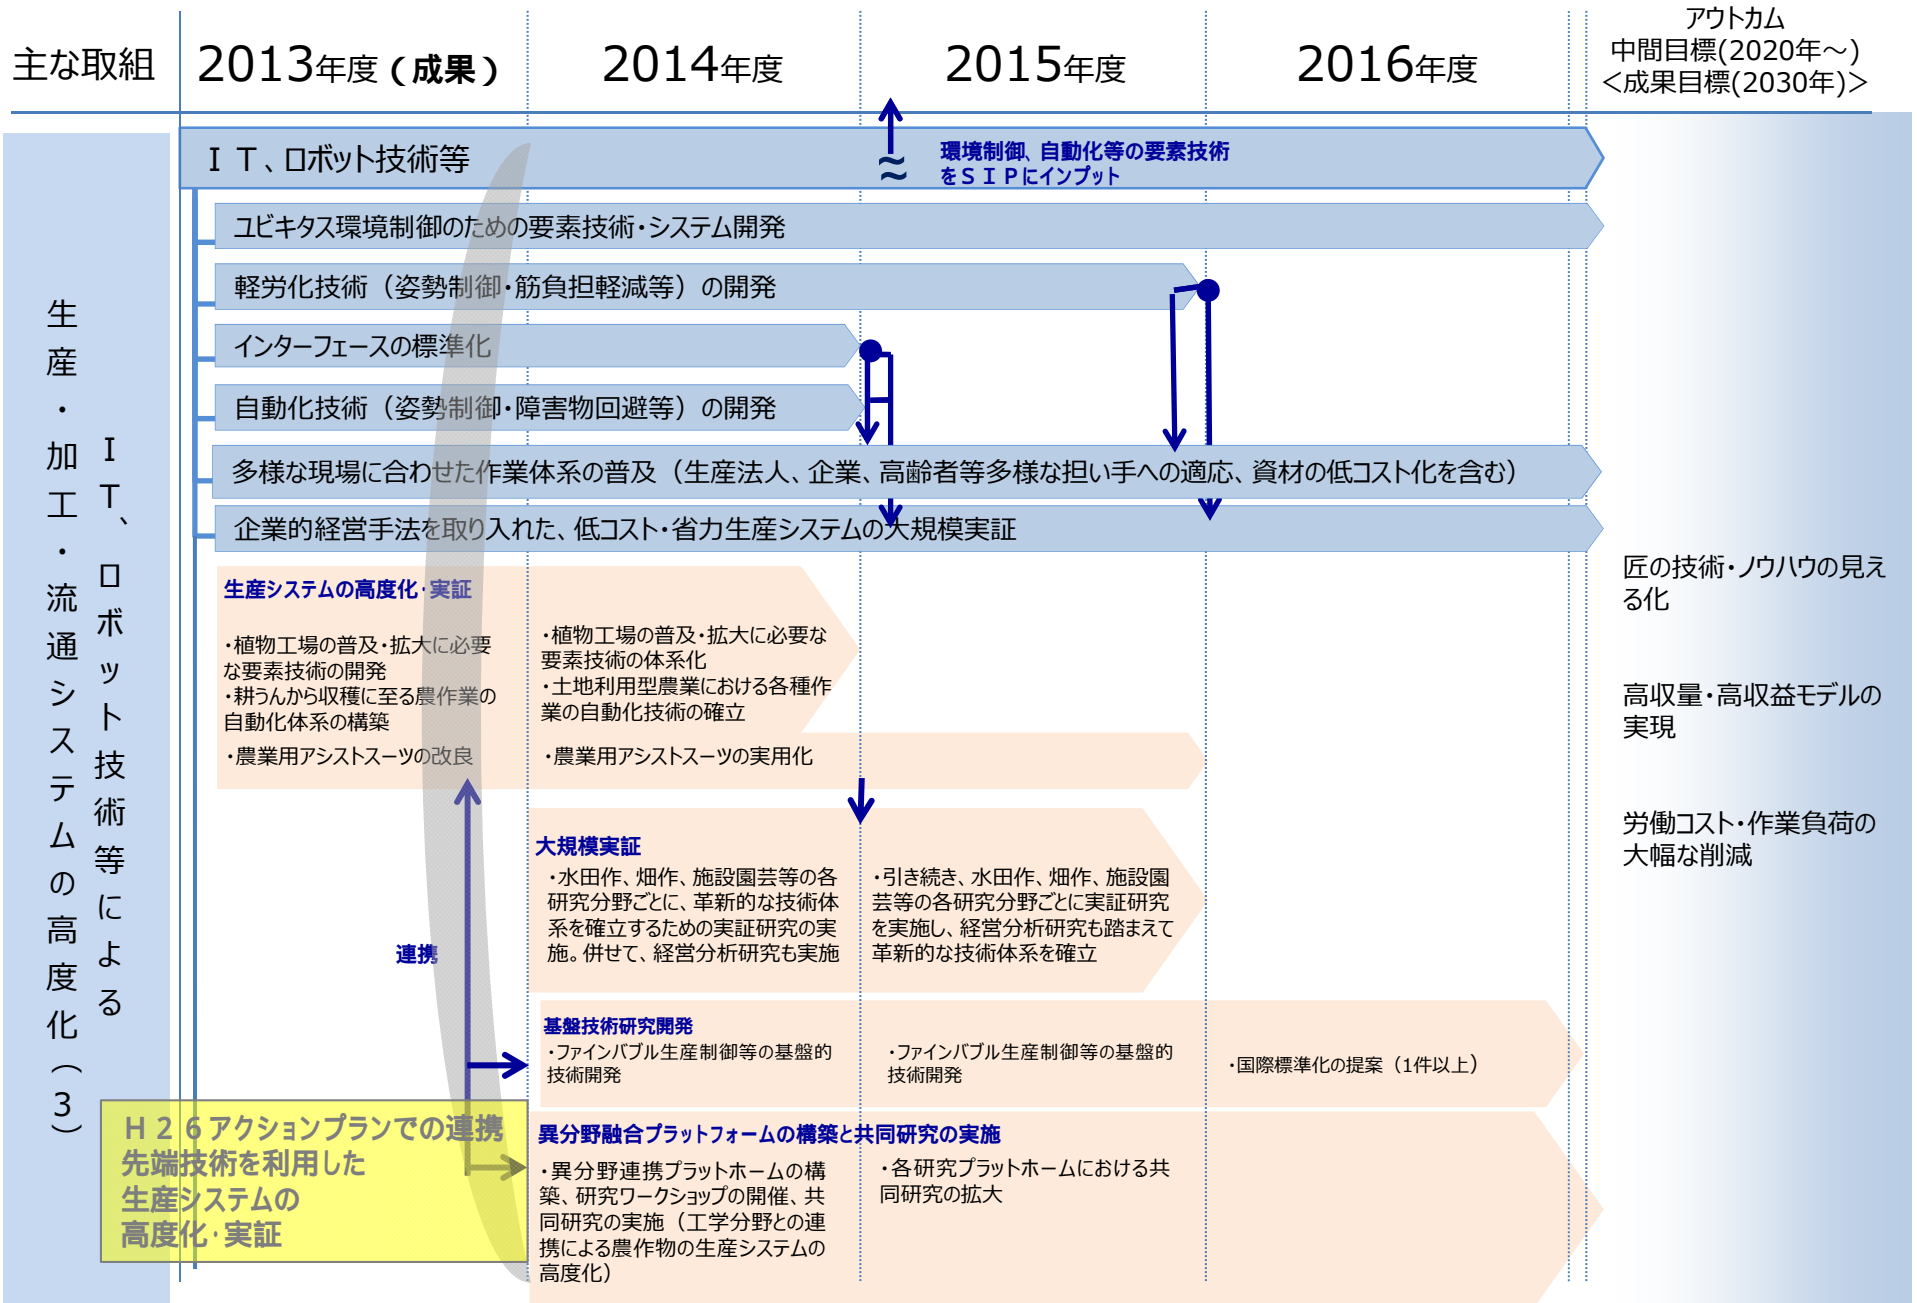 主な取組
2013年度（成果）
2014年度
2015年度
2016年度
アウトカム
中間目標(2020年～)
＜成果目標(2030年)＞
ＩＴ、ロボット技術等による
生産・加工・流通システムの高度化（3）
ＩＴ、ロボット技術等
≈
環境制御、自動化等の要素技術
をＳＩＰにインプット
ユビキタス環境制御のための要素技術・システム開発
軽労化技術（姿勢制御・筋負担軽減等）の開発
インターフェースの標準化
自動化技術（姿勢制御・障害物回避等）の開発
多様な現場に合わせた作業体系の普及（生産法人、企業、高齢者等多様な担い手への適応、資材の低コスト化を含む）
企業的経営手法を取り入れた、低コスト・省力生産システムの大規模実証
生産システムの高度化・実証
・植物工場の普及・拡大に必要
な要素技術の開発
・耕うんから収穫に至る農作業の
自動化体系の構築
・農業用アシストスーツの改良
・植物工場の普及・拡大に必要な
要素技術の体系化
・土地利用型農業における各種作
業の自動化技術の確立
・農業用アシストスーツの実用化
大規模実証
・水田作、畑作、施設園芸等の各
研究分野ごとに、革新的な技術体
系を確立するための実証研究の実
施。併せて、経営分析研究も実施
・引き続き、水田作、畑作、施設園
芸等の各研究分野ごとに実証研究
を実施し、経営分析研究も踏まえて
革新的な技術体系を確立
連携
基盤技術研究開発
・ファインバブル生産制御等の基盤的
技術開発
・ファインバブル生産制御等の基盤的
技術開発
・国際標準化の提案（1件以上）
Ｈ２６アクションプランでの連携
先端技術を利用した
生産システムの
高度化・実証
異分野融合プラットフォームの構築と共同研究の実施
・異分野連携プラットホームの構
築、研究ワークショップの開催、共
同研究の実施（工学分野との連
携による農作物の生産システムの
高度化）
・各研究プラットホームにおける共
同研究の拡大
匠の技術・ノウハウの見え
る化
高収量・高収益モデルの
実現
労働コスト・作業負荷の
大幅な削減